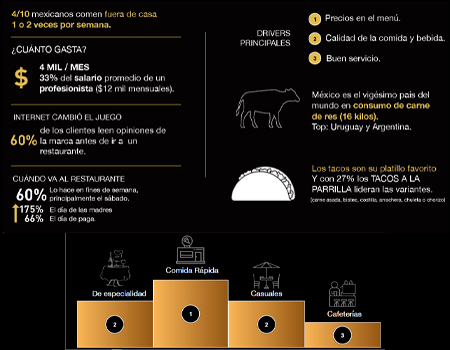 4/10 mexicanos comen fuera de casa
1 o 2 veces por semana.
¿CUÁNTO GASTA?
$
4 MIL / MES
33% del salario promedio de un
profesionista ($12 mil mensuales).
INTERNET CAMBIÓ EL JUEGO
60%
de los clientes leen opiniones de
la marca antes de ir a un
restaurante.
CUÁNDO VA AL RESTAURANTE
60% Lo hace en fines de semana,
principalmente el sábado.
175% El día de las madres
66% El día de paga.
DRIVERS
PRINCIPALES
1 Precios en el menú.
2 Calidad de la comida y bebida.
3 Buen servicio.
México es el vigésimo país del
mundo en consumo de carne
de res (16 kilos).
Top: Uruguay y Argentina.
Los tacos son su platillo favorito
Y con 27% los TACOS A LA
PARRILLA lideran las variantes.
(carne asada, bistec, costilla, arrachera, chuleta o chorizo)
Comida Rápida
De especialidad
Casuales
Cafeterías
1
2
2
3